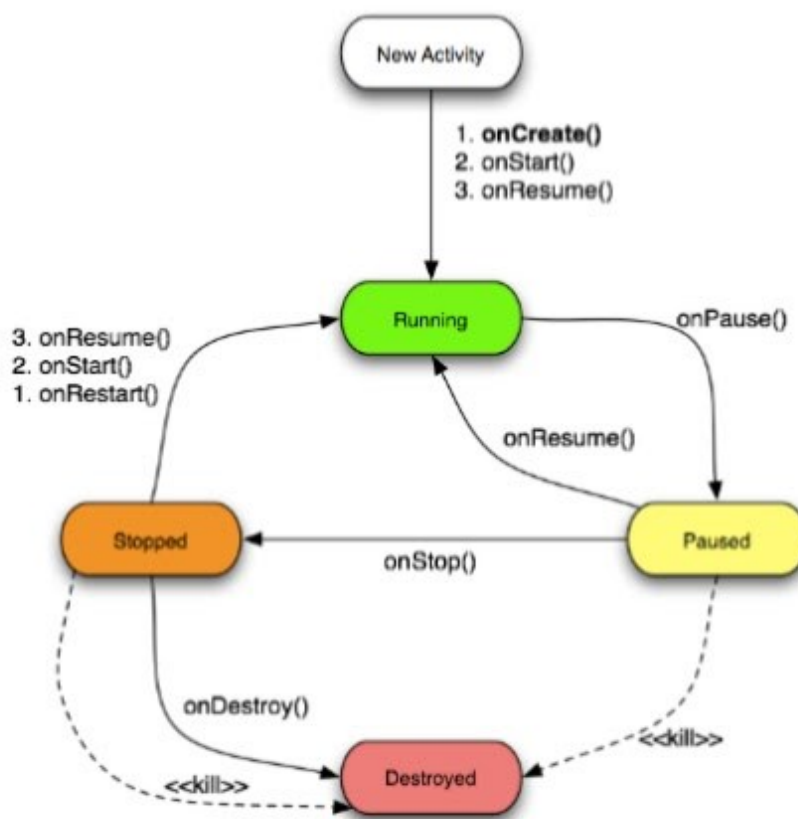 New Activity
1. onCreate()
2. onStart()
3. onResume()
Running
onPause()
3. onResume()
2. onStart()
1. onRestart()
onResume()
Stopped
Paused
onStop()
onDestroy()
<<kill>>
<<kill>>
Destroyed